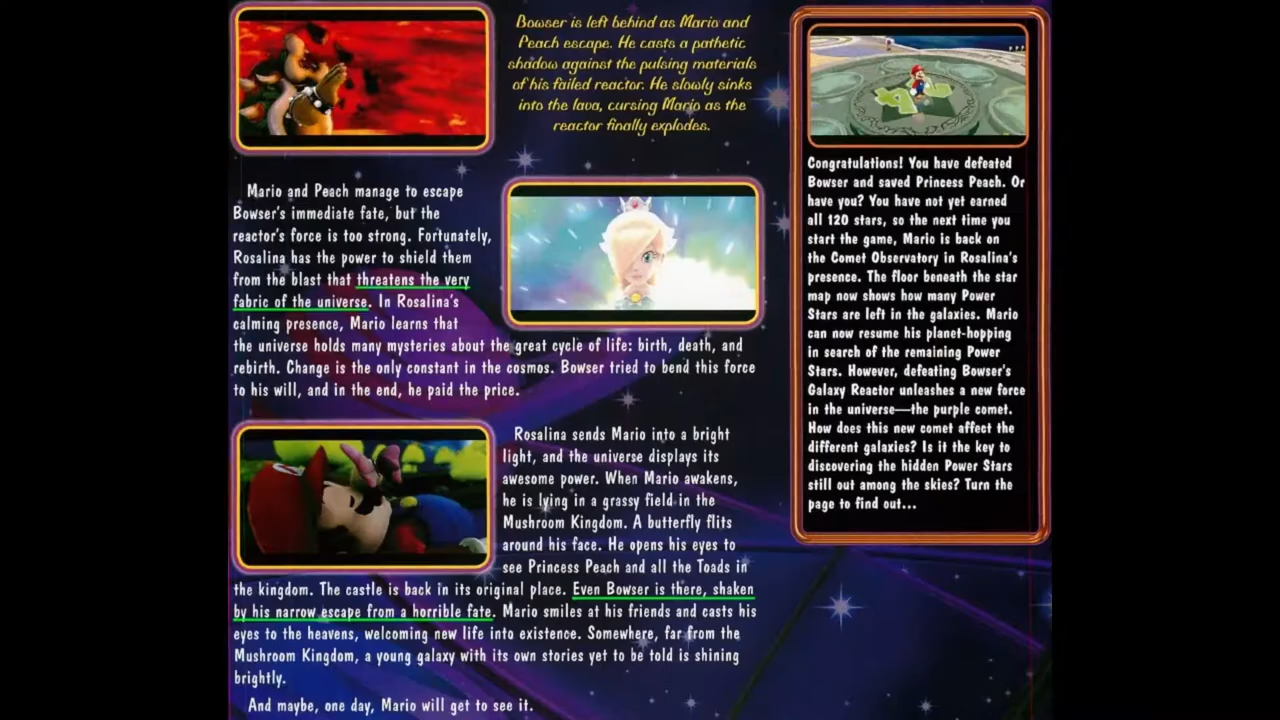 Bowser is left behind as Mario and
Peach escape. He casts a pathetic
shadow against the pulsing materials
of his failed reactor. He slowly sinks
into the lava, cursing Mario as the
reactor finally explodes.
Mario and Peach manage to escape
Bowser's immediate fate, but the
reactor's force is too strong. Fortunately,
Rosalina has the power to shield them
from the blast that threatens the very
fabric of the universe. In Rosalina's
calming presence, Mario learns that
the universe holds many mysteries about the great cycle of life: birth, death, and
rebirth. Change is the only constant in the cosmos. Bowser tried to bend this force
to his will, and in the end, he paid the price.
Rosalina sends Mario into a bright
light, and the universe displays its
awesome power. When Mario awakens,
he is lying in a grassy field in the
Mushroom Kingdom. A butterfly flits
around his face. He opens his eyes to
see Princess Peach and all the Toads in
the kingdom. The castle is back in its original place. Even Bowser is there, shaken
by his narrow escape from a horrible fate. Mario smiles at his friends and casts his
eyes to the heavens, welcoming new life into existence. Somewhere, far from the
Mushroom Kingdom, a young galaxy with its own stories yet to be told is shining
brightly.
And maybe, one day, Mario will get to see it.
Congratulations! You have defeated
Bowser and saved Princess Peach. Or
have you? You have not yet earned
all 120 stars, so the next time you
start the game, Mario is back on
the Comet Observatory in Rosalina's
presence. The floor beneath the star
map now shows how many Power
Stars are left in the galaxies. Mario
can now resume his planet-hopping
in search of the remaining Power
Stars. However, defeating Bowser's
Galaxy Reactor unleashes a new force
in the universe—the purple comet.
How does this new comet affect the
different galaxies? Is it the key to
discovering the hidden Power Stars
still out among the skies? Turn the
page to find out...